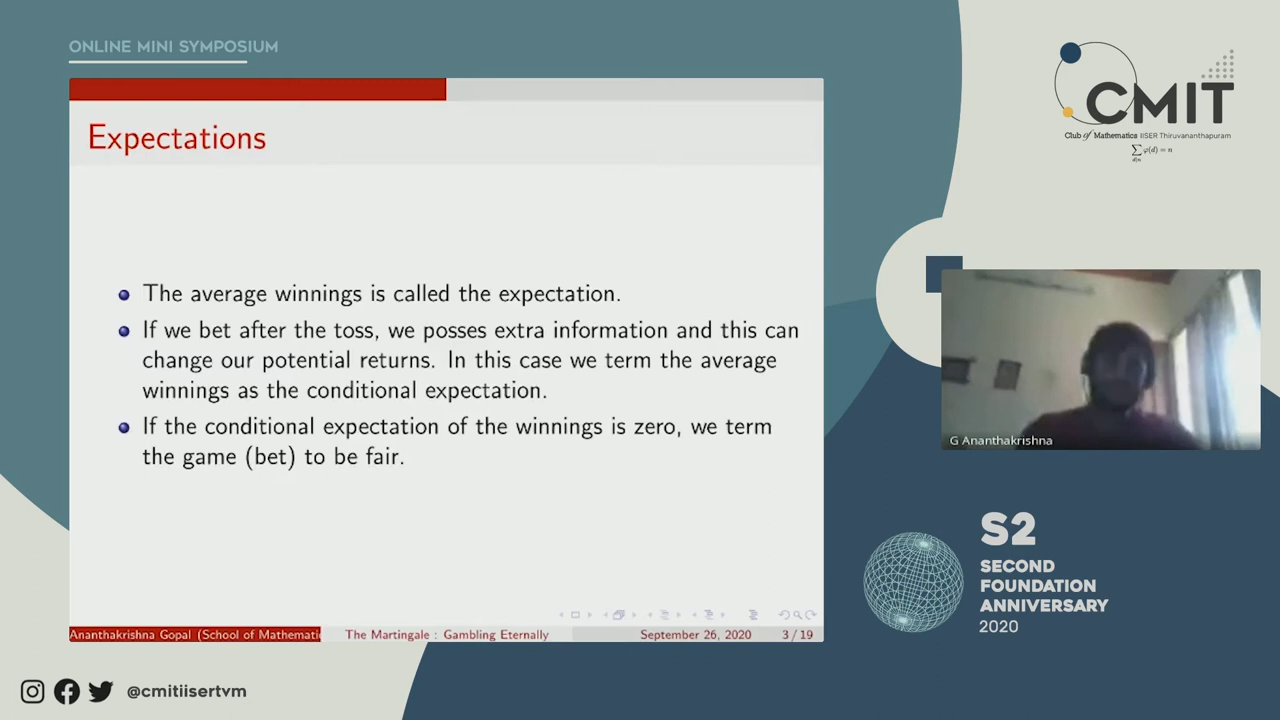 ONLINE MINI SYMPOSIUM
CMIT
Club of Mathematics IISER Thiruvananthapuram
∑ φ(d) = n
d|n
Expectations
The average winnings is called the expectation.
If we bet after the toss, we posses extra information and this can
change our potential returns. In this case we term the average
winnings as the conditional expectation.
If the conditional expectation of the winnings is zero, we term
the game (bet) to be fair.
G Ananthakrishna
S2
SECOND
FOUNDATION
ANNIVERSARY
2020
Ananthakrishna Gopal (School of Mathemati
The Martingale : Gambling Eternally
September 26, 2020
3 / 19
@cmitiisertvm